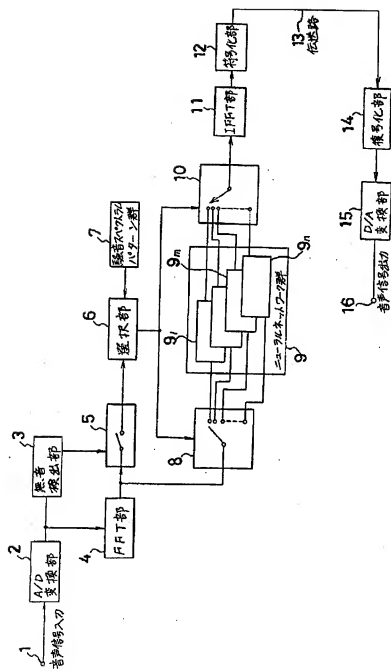 1
音声信号入力
2
A/D
変換部
3
無音
検出部
4
FFT部
5
6
選択部
7
騒音スペクトラム
パターン群
8
9
ニューラルネットワーク群
9l
9m
9n
10
11
IFFT部
12
符号化部
13
伝送路
14
復号化部
15
D/A
変換部
16
音声信号出力